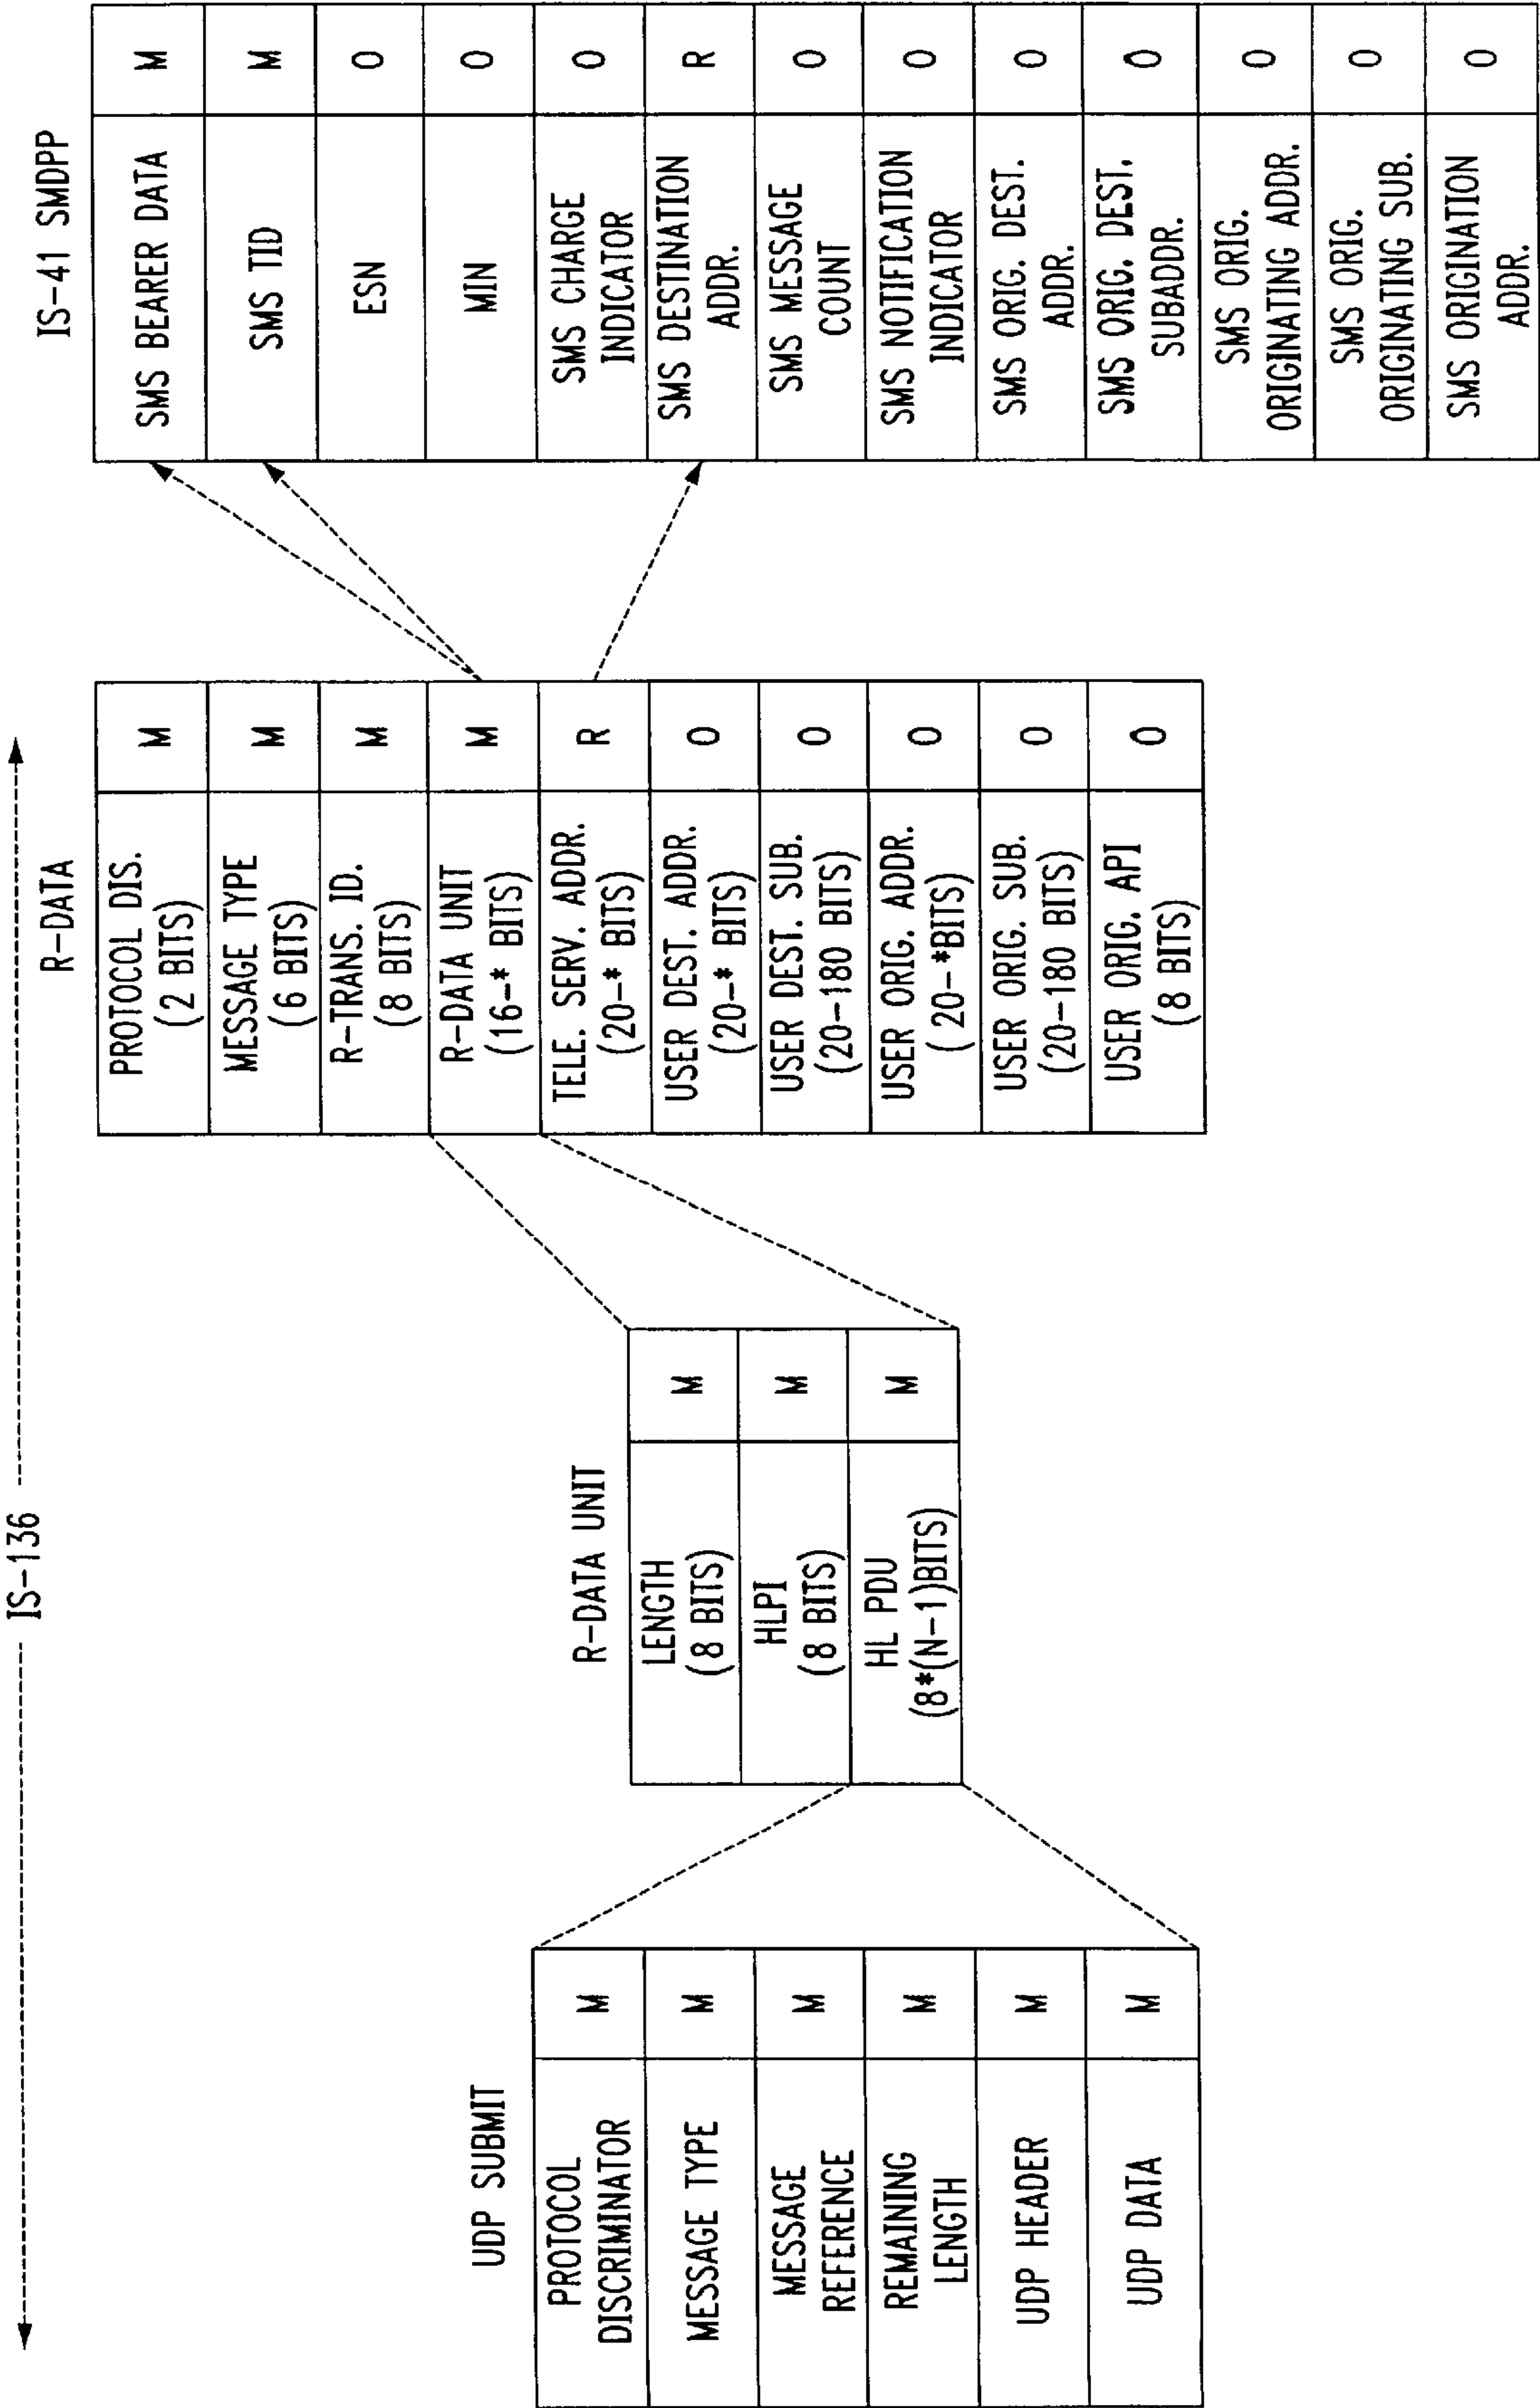 IS-136
UDP SUBMIT
PROTOCOL
DISCRIMINATOR
M
MESSAGE TYPE
M
MESSAGE
REFERENCE
M
REMAINING
LENGTH
M
UDP HEADER
M
UDP DATA
M
R-DATA UNIT
LENGTH
(8 BITS)
M
HLPI
(8 BITS)
M
HL PDU
(8*(N-1)BITS)
M
R-DATA
PROTOCOL DIS.
(2 BITS)
M
MESSAGE TYPE
(6 BITS)
M
R-TRANS. ID.
(8 BITS)
M
R-DATA UNIT
(16-* BITS)
M
TELE. SERV. ADDR.
(20-* BITS)
R
USER DEST. ADDR.
(20-* BITS)
O
USER DEST. SUB.
(20-180 BITS)
O
USER ORIG. ADDR.
(20-*BITS)
O
USER ORIG. SUB.
(20-180 BITS)
O
USER ORIG. API
(8 BITS)
O
IS-41 SMDPP
SMS BEARER DATA
M
SMS TID
M
ESN
O
MIN
O
SMS CHARGE
INDICATOR
O
SMS DESTINATION
ADDR.
R
SMS MESSAGE
COUNT
O
SMS NOTIFICATION
INDICATOR
O
SMS ORIG. DEST.
ADDR.
O
SMS ORIG. DEST.
SUBADDR.
O
SMS ORIG.
ORIGINATING ADDR.
O
SMS ORIG.
ORIGINATING SUB.
O
SMS ORIGINATION
ADDR.
O